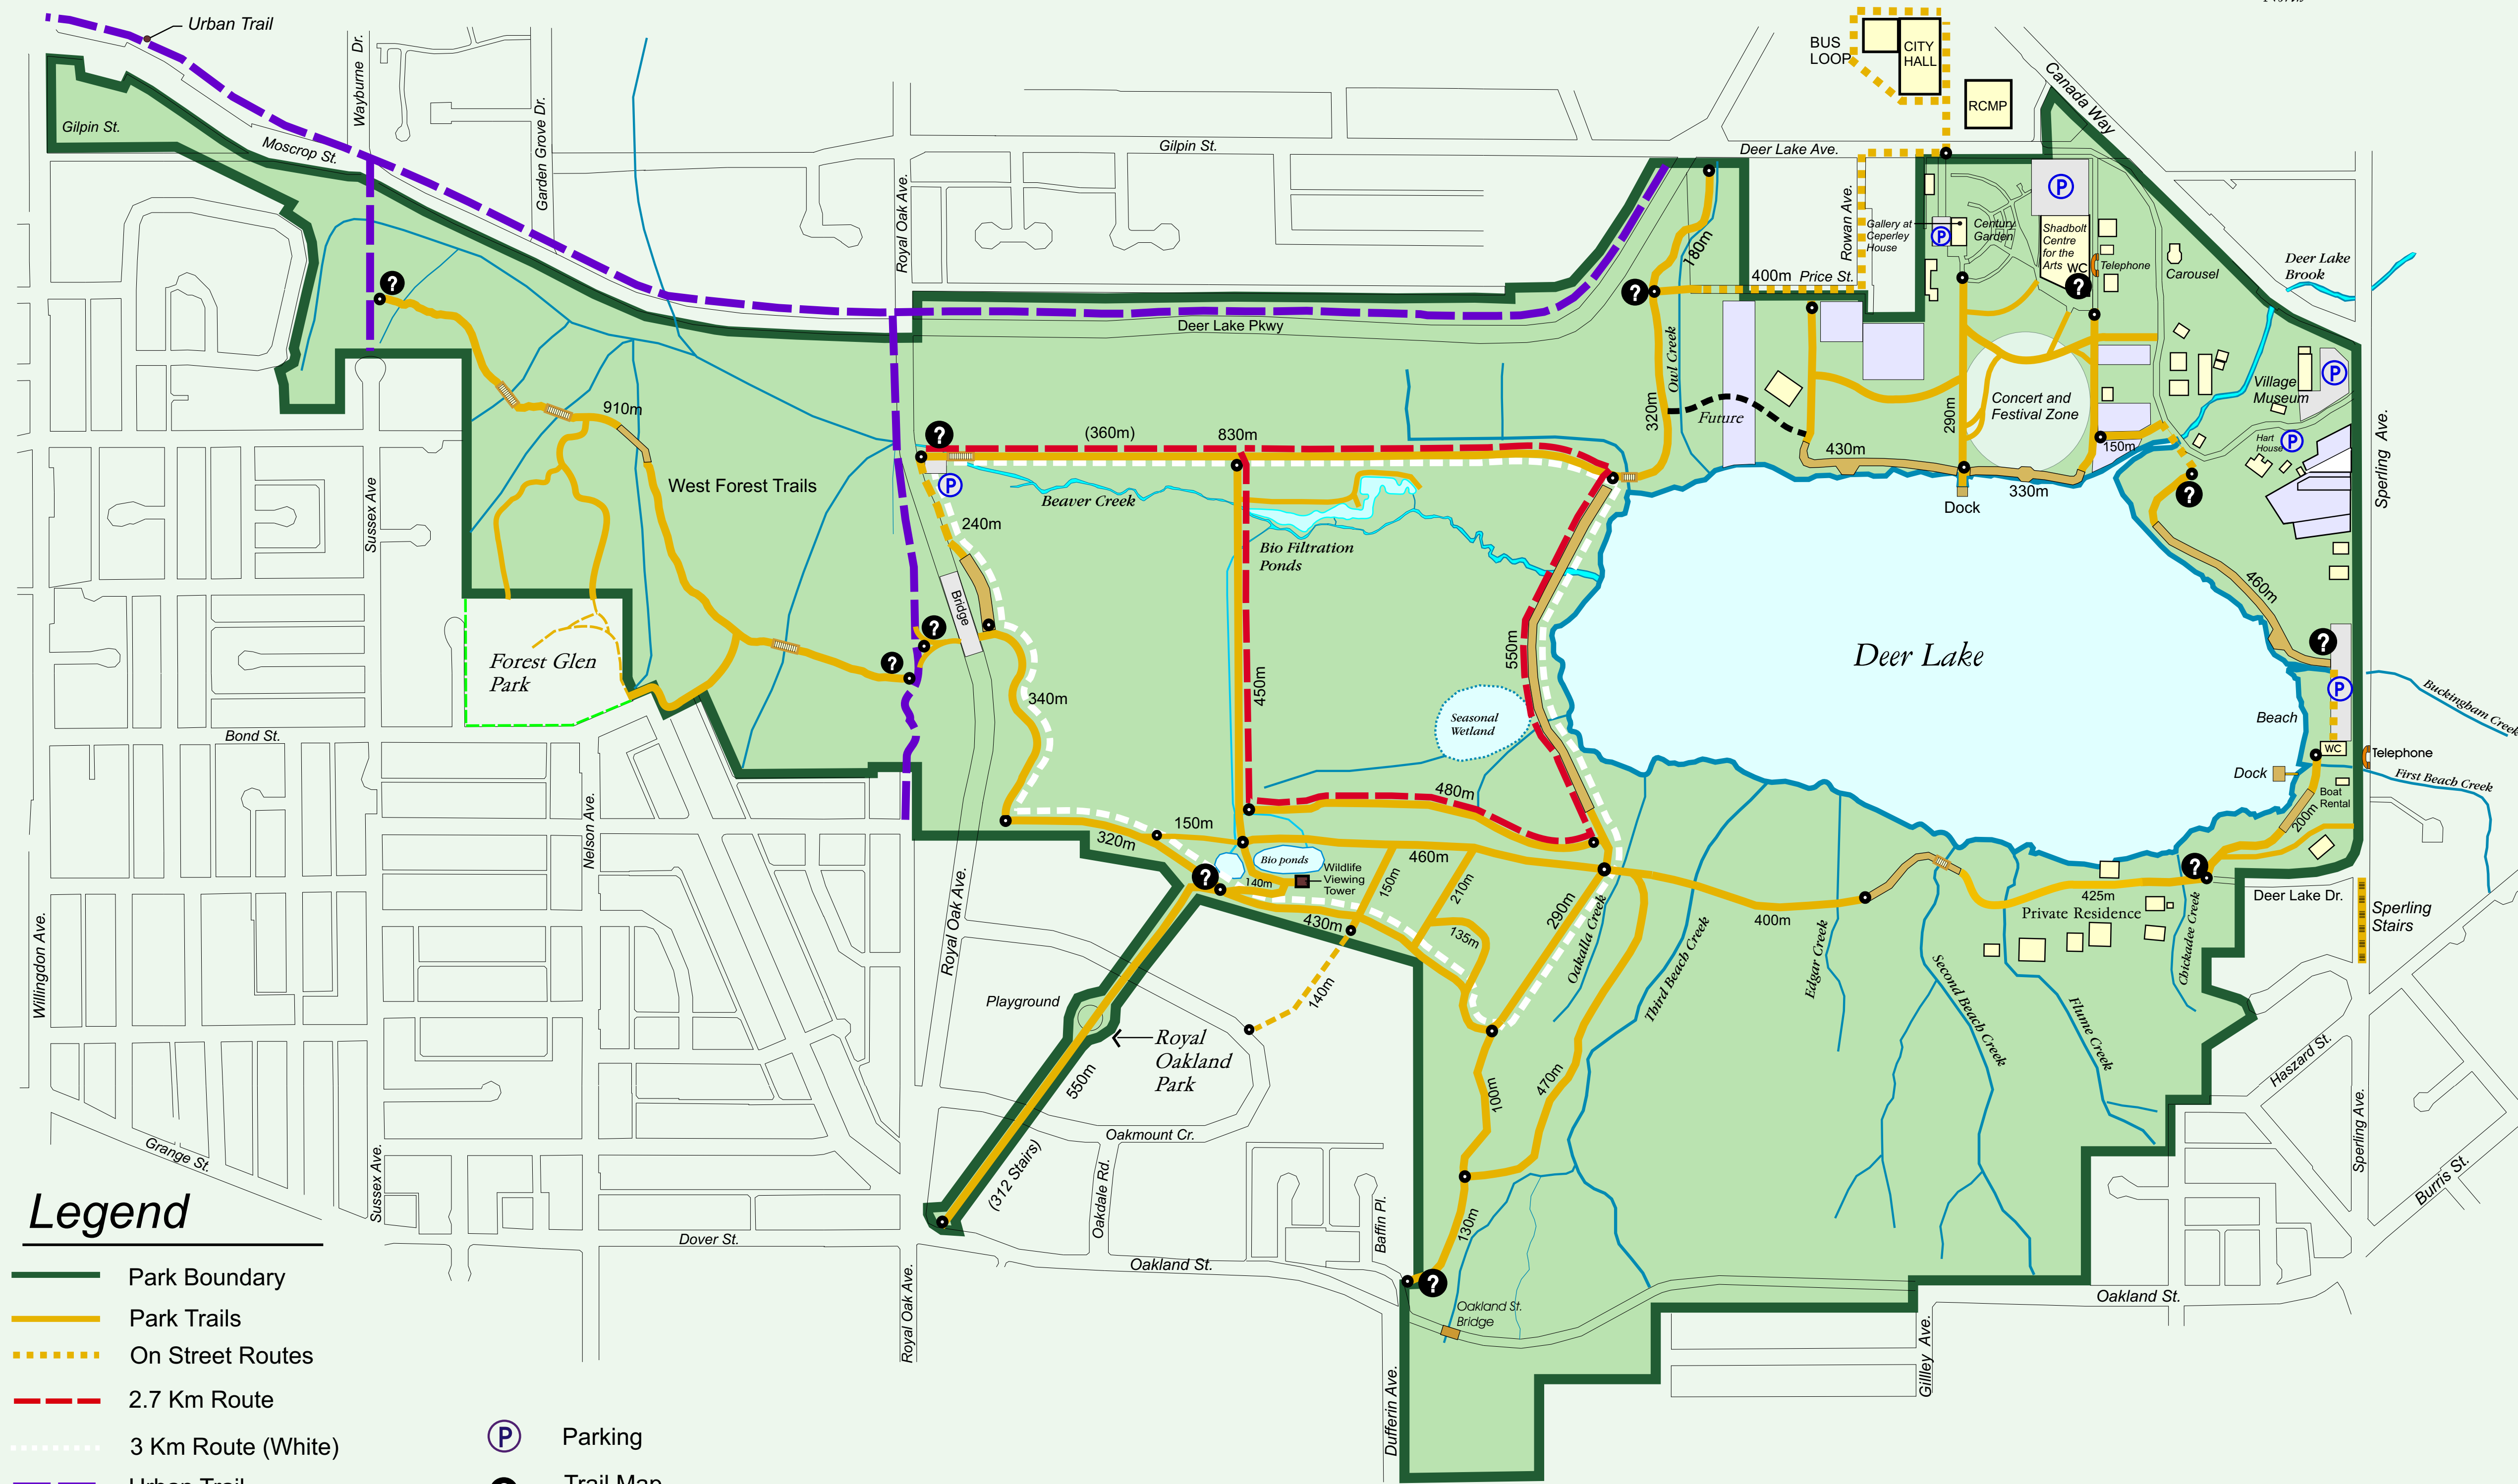 Urban Trail
Wayburne Dr.
Garden Grove Dr.
Gilpin St.
Moscrop St.
Royal Oak Ave.
Gilpin St.
Deer Lake Pkwy
BUS
LOOP
CITY
HALL
RCMP
Canada Way
Deer Lake Ave.
Rowan Ave.
Gallery at
Ceperley
House
P
Century
Garden
P
Shadbolt
Centre
for the
Arts
WC
Telephone
?
Carousel
Deer Lake
Brook
180m
?
400m Price St.
Owl Creek
320m
Future
430m
290m
Concert and
Festival Zone
150m
330m
Dock
Village
Museum
P
Hart
House
P
?
Sperling Ave.
?
910m
West Forest Trails
Sussex Ave
?
(360m)
830m
P
Beaver Creek
240m
Bio Filtration
Ponds
Bridge
?
?
340m
450m
550m
Seasonal
Wetland
480m
Deer Lake
460m
?
P
Beach
WC
Telephone
Buckingham Creek
First Beach Creek
Dock
Boat
Rental
200m
Forest Glen
Park
Bond St.
Nelson Ave.
Willingdon Ave.
Royal Oak Ave.
320m
150m
?
Bio ponds
140m
Wildlife
Viewing
Tower
460m
150m
210m
430m
135m
290m
140m
Oakalla Creek
Third Beach Creek
400m
Edgar Creek
Second Beach Creek
Flume Creek
Chickadee Creek
425m
Private Residence
?
Deer Lake Dr.
Sperling
Stairs
Playground
Royal
Oakland
Park
550m
(312 Stairs)
100m
470m
130m
?
Oakmount Cr.
Oakdale Rd.
Baffin Pl.
Haszard St.
Sperling Ave.
Burris St.
Grange St.
Sussex Ave.
Dover St.
Oakland St.
Royal Oak Ave.
Oakland St.
Bridge
Oakland St.
Dufferin Ave.
Gillley Ave.
Legend
Park Boundary
Park Trails
On Street Routes
2.7 Km Route
3 Km Route (White)
P Parking
Urban Trail
Trail Map